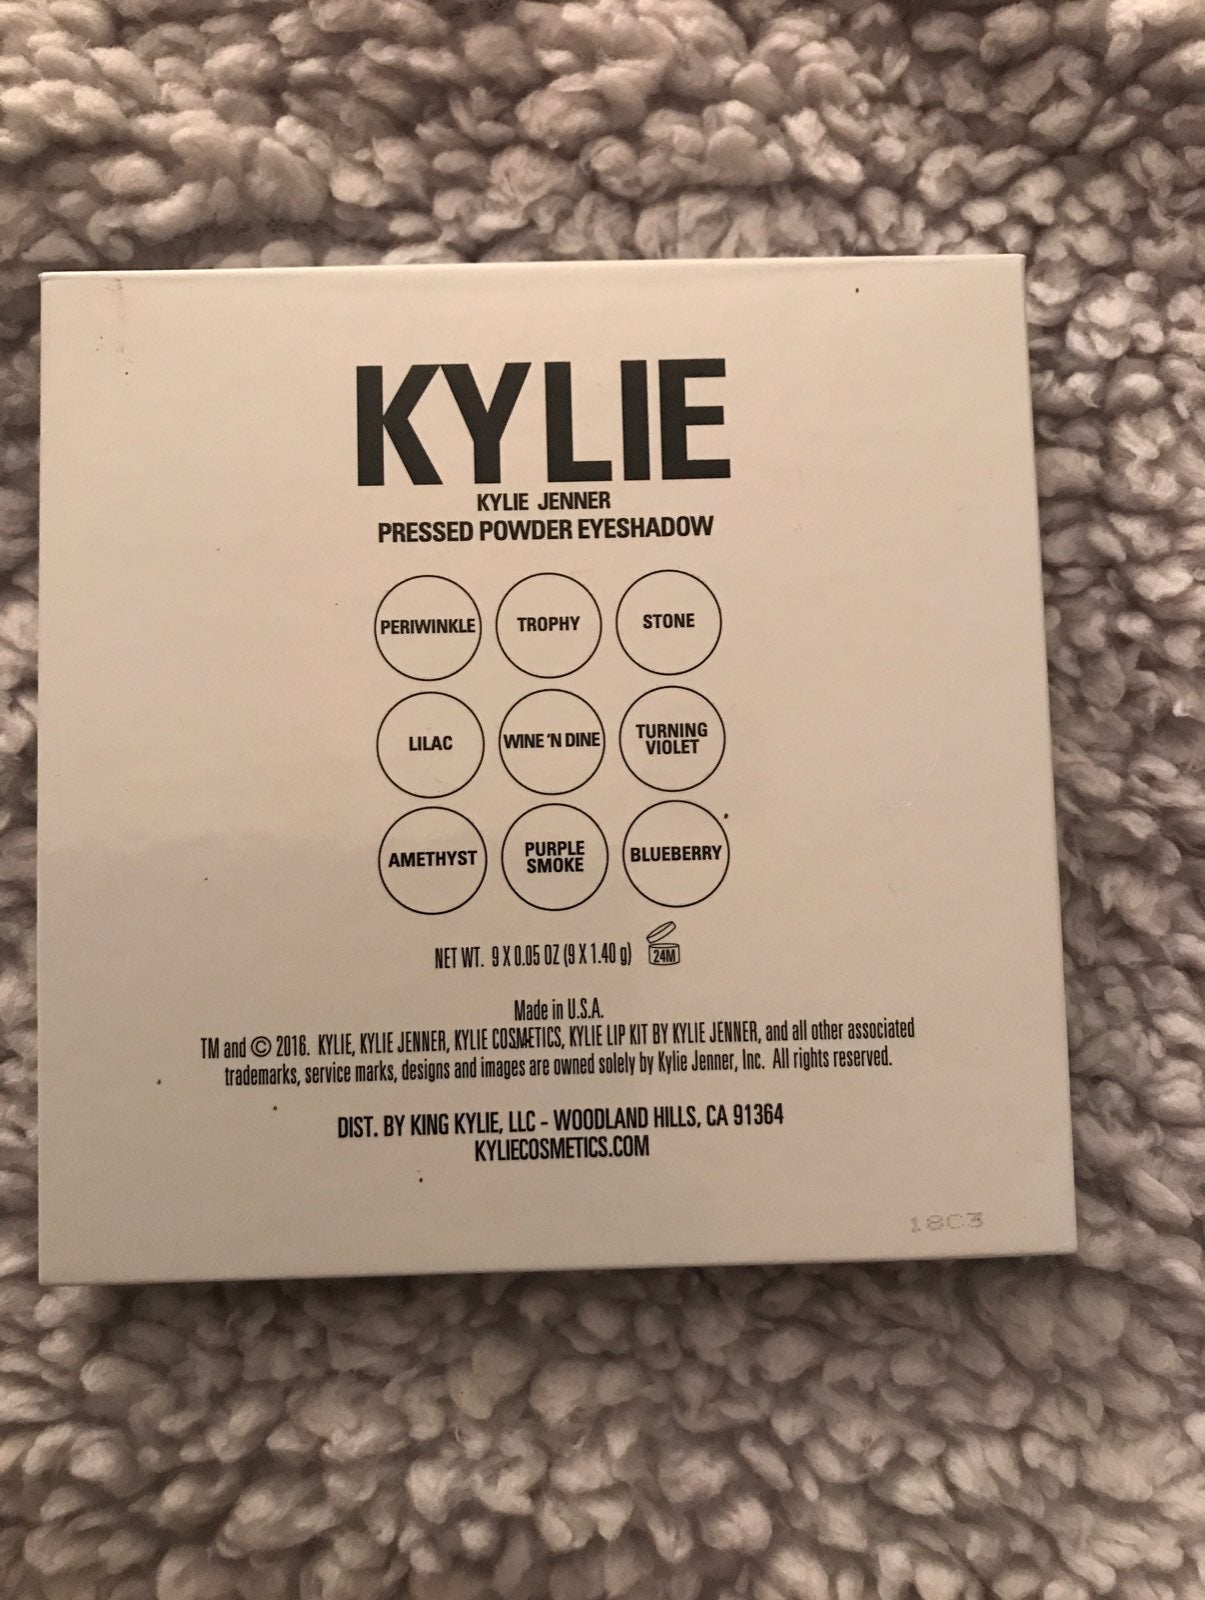 KYLIE
KYLIE JENNER
PRESSED POWDER EYESHADOW
PERIWINKLE TROPHY STONE
LILAC WINE 'N DINE TURNING VIOLET
AMETHYST PURPLE SMOKE BLUEBERRY
NET WT. 9 X 0.05 OZ (9 X 1.40 g) 24M
Made in U.S.A.
TM and © 2016. KYLIE, KYLIE JENNER, KYLIE COSMETICS, KYLIE LIP KIT BY KYLIE JENNER, and all other associated
trademarks, service marks, designs and images are owned solely by Kylie Jenner, Inc. All rights reserved.
DIST. BY KING KYLIE, LLC - WOODLAND HILLS, CA 91364
KYLIECOSMETICS.COM
18C3